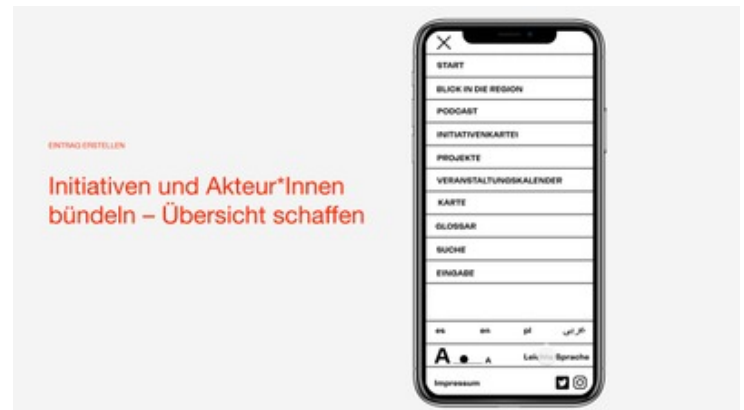 EINTRAG ERSTELLEN
Initiativen und Akteur*Innen
bündeln – Übersicht schaffen
START
BLICK IN DIE REGION
PODCAST
INITIATIVENKARTEI
PROJEKTE
VERANSTALTUNGSKALENDER
KARTE
GLOSSAR
SUCHE
EINGABE
es en pl عربي
A A Leichte Sprache
Impressum